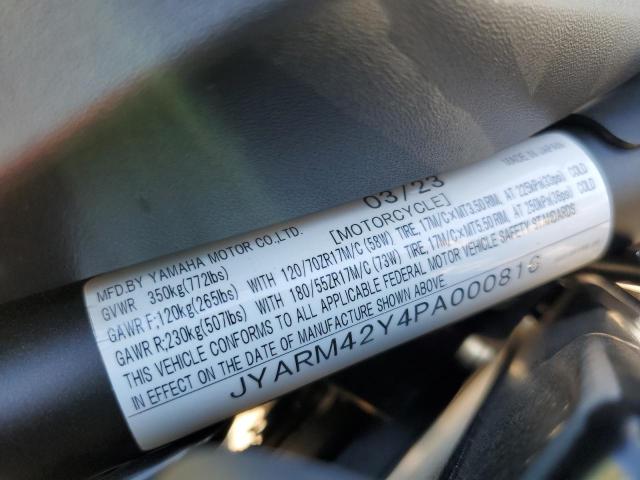 03/23
MADE IN JAPAN
MFD.BY YAMAHA MOTOR CO.,LTD.
[MOTORCYCLE]
GVWR 350kg(772lbs)
GAWR F;120kg(265lbs) WITH 120/70ZR17M/C (58W) TIRE, 17M/C×MT3.50 RIM, AT 225kPa(33psi) COLD
GAWR R;230kg(507lbs) WITH 180/55ZR17M/C (73W) TIRE, 17M/C×MT5.50 RIM, AT 250kPa(36psi) COLD
THIS VEHICLE CONFORMS TO ALL APPLICABLE FEDERAL MOTOR VEHICLE SAFETY STANDARDS
IN EFFECT ON THE DATE OF MANUFACTURE SHOWN ABOVE.
JYARM42Y4PA000816